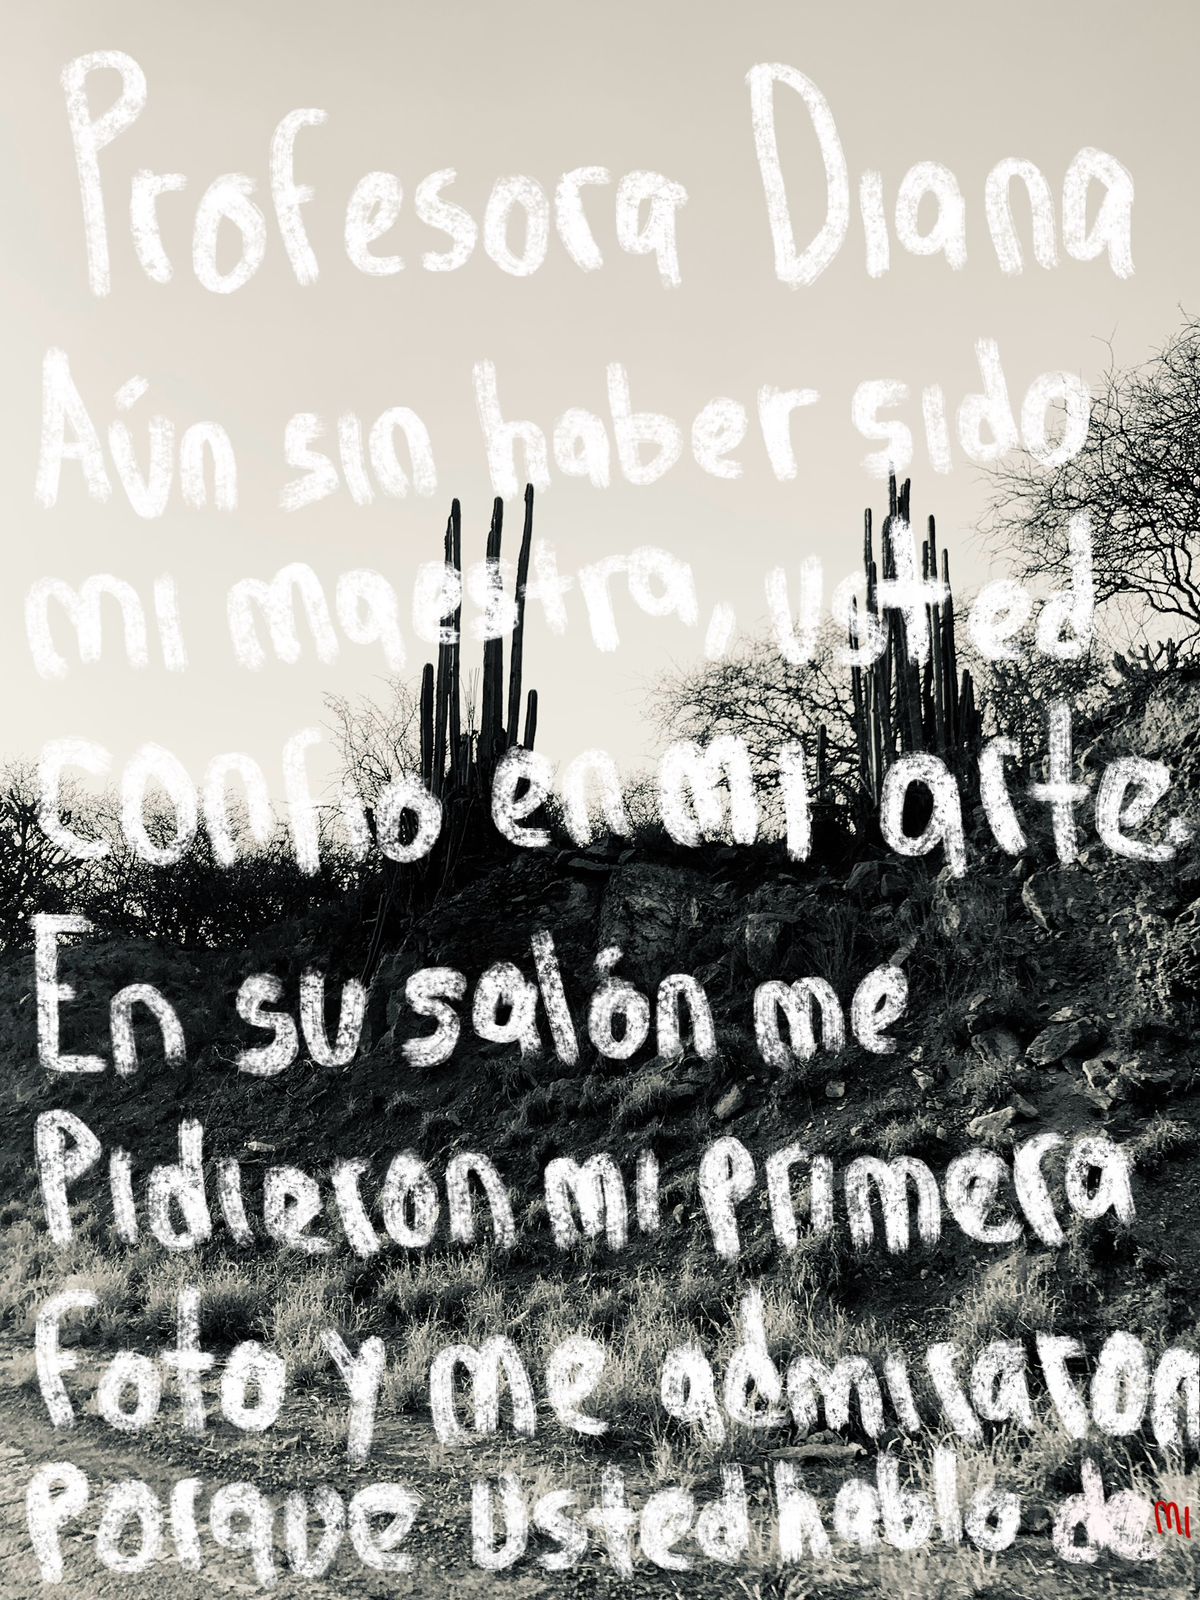 Profesora Diana
Aún sin haber sido
mi maestra, usted
confio en mi arte.
En su salón mé
Pidieron mi primera
foto y me admiraron
Porque usted hablo de mi